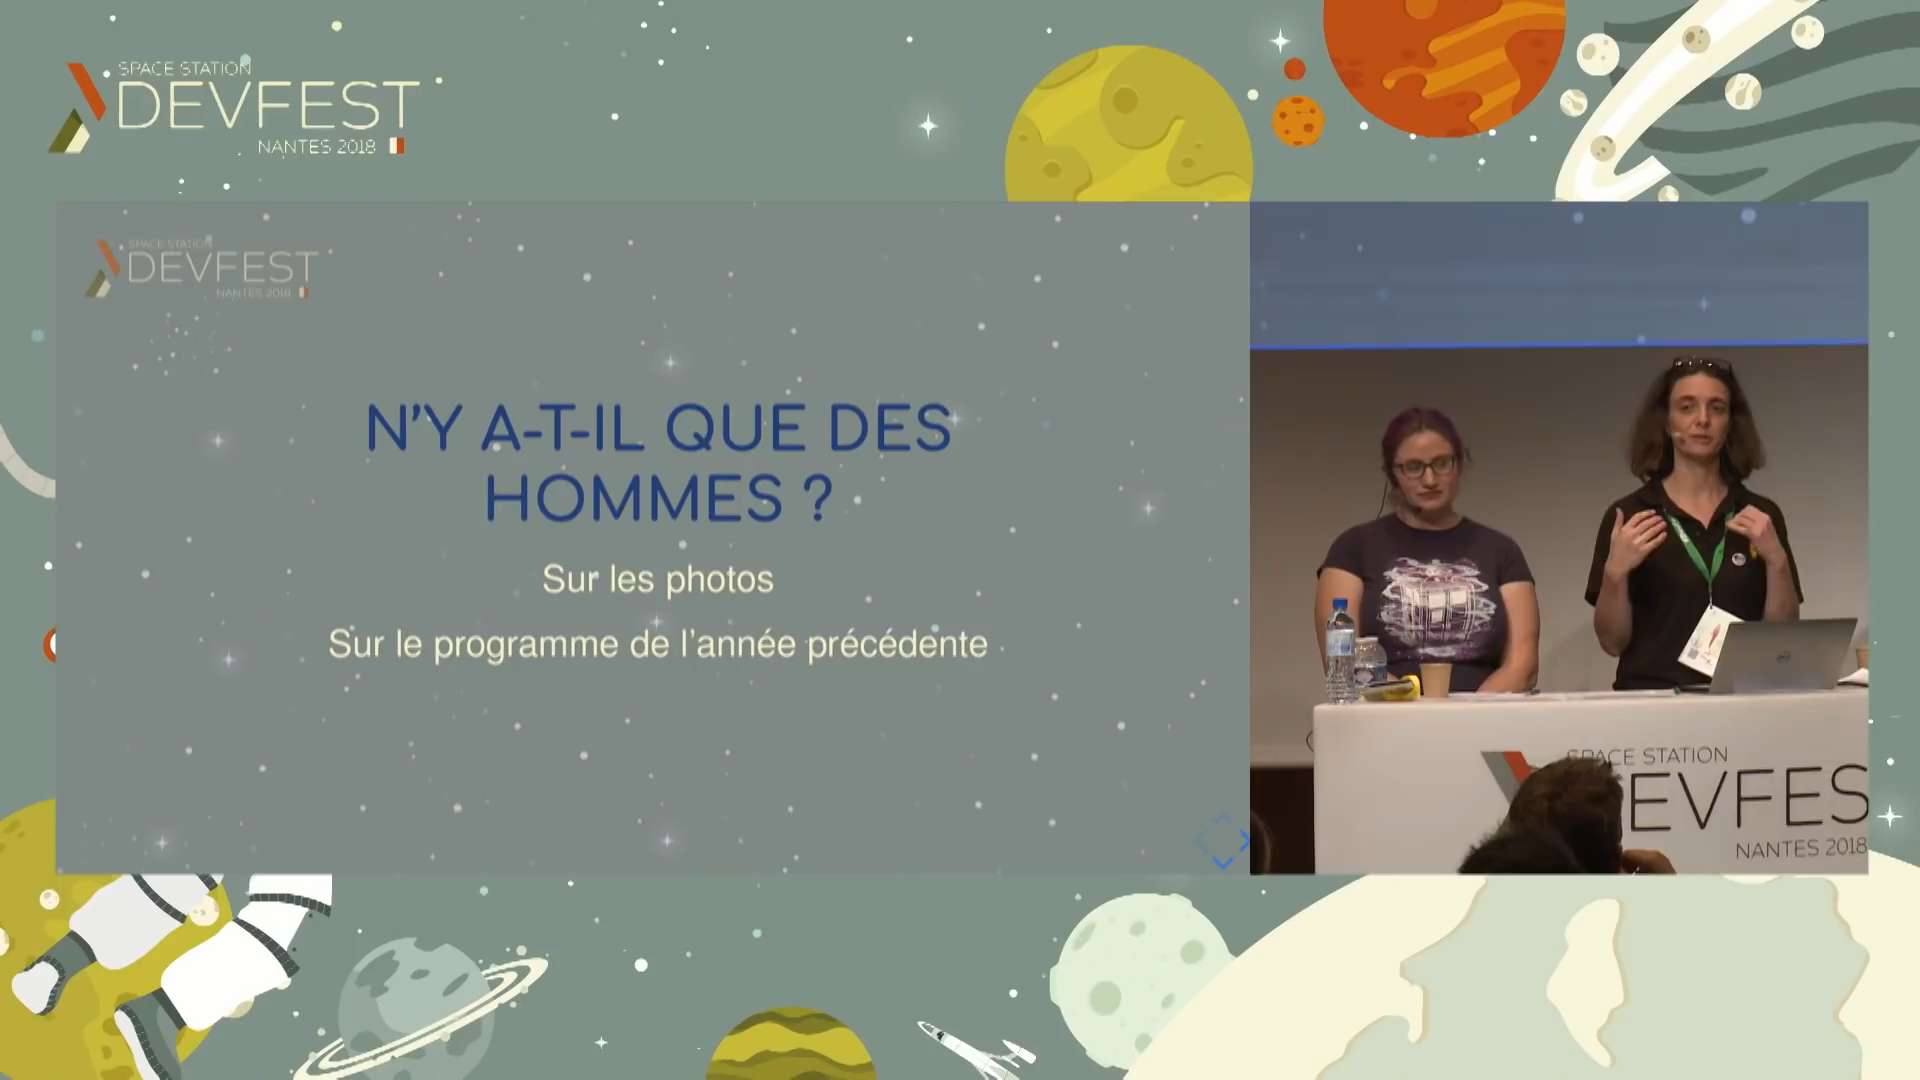 SPACE STATION
DEVFEST
NANTES 2018
SPACE STATION
DEVFEST
NANTES 2018
N'Y A-T-IL QUE DES
HOMMES ?
Sur les photos
Sur le programme de l'année précédente
SPACE STATION
EVFES
NANTES 2018